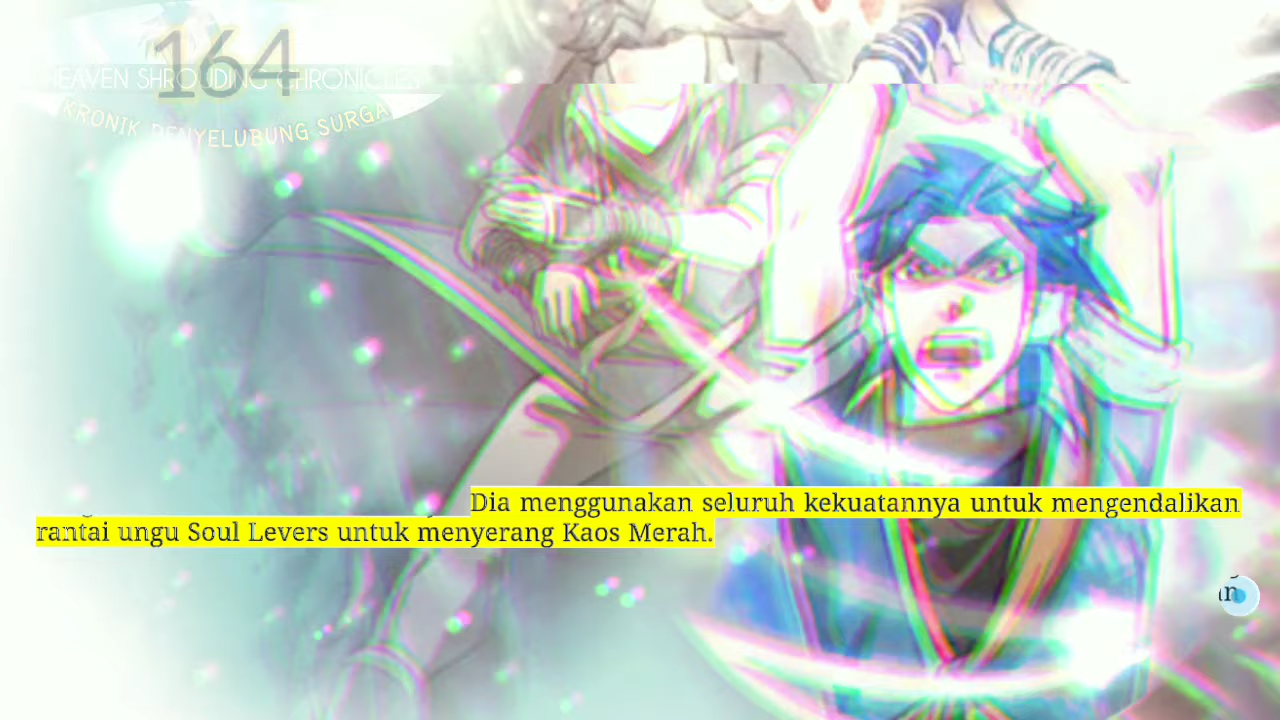 164
HEAVEN SHROUDING CHRONICLES
KRONIK PENYELUBUNG SURGA
Dia menggunakan seluruh kekuatannya untuk mengendalikan
rantai ungu Soul Levers untuk menyerang Kaos Merah.